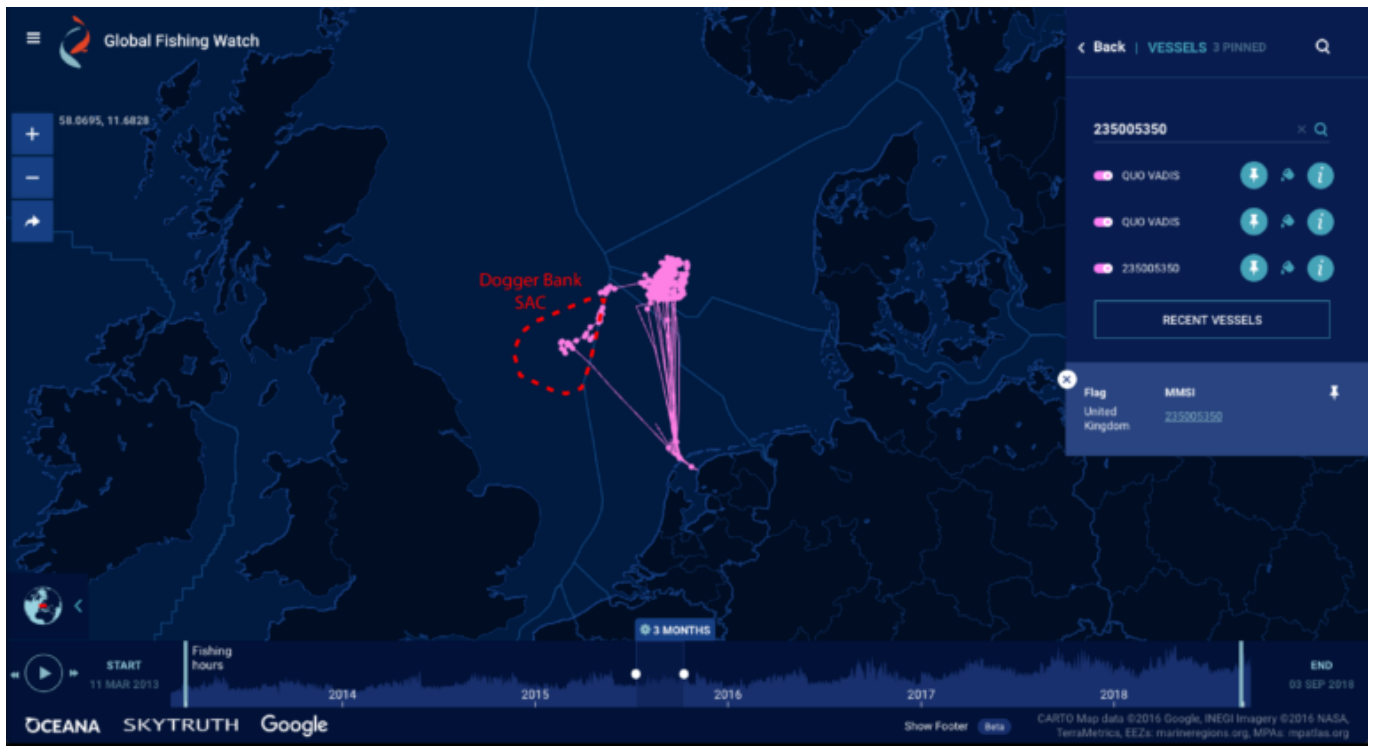 Global Fishing Watch
58.0695, 11.6828
Back | VESSELS 3 PINNED
235005350
QUO VADIS
QUO VADIS
235005350
RECENT VESSELS
Flag MMSI
United
Kingdom
235005350
Dogger Bank
SAC
3 MONTHS
START
11 MAR 2013
Fishing
hours
2014 2015 2016 2017 2018
END
03 SEP 2018
OCEANA SKYTRUTH Google
Show Footer Beta
CARTO Map data ©2016 Google, INEGI Imagery ©2016 NASA,
TerraMetrics, EEZs: marineregions.org, MPAs: mpatlas.org